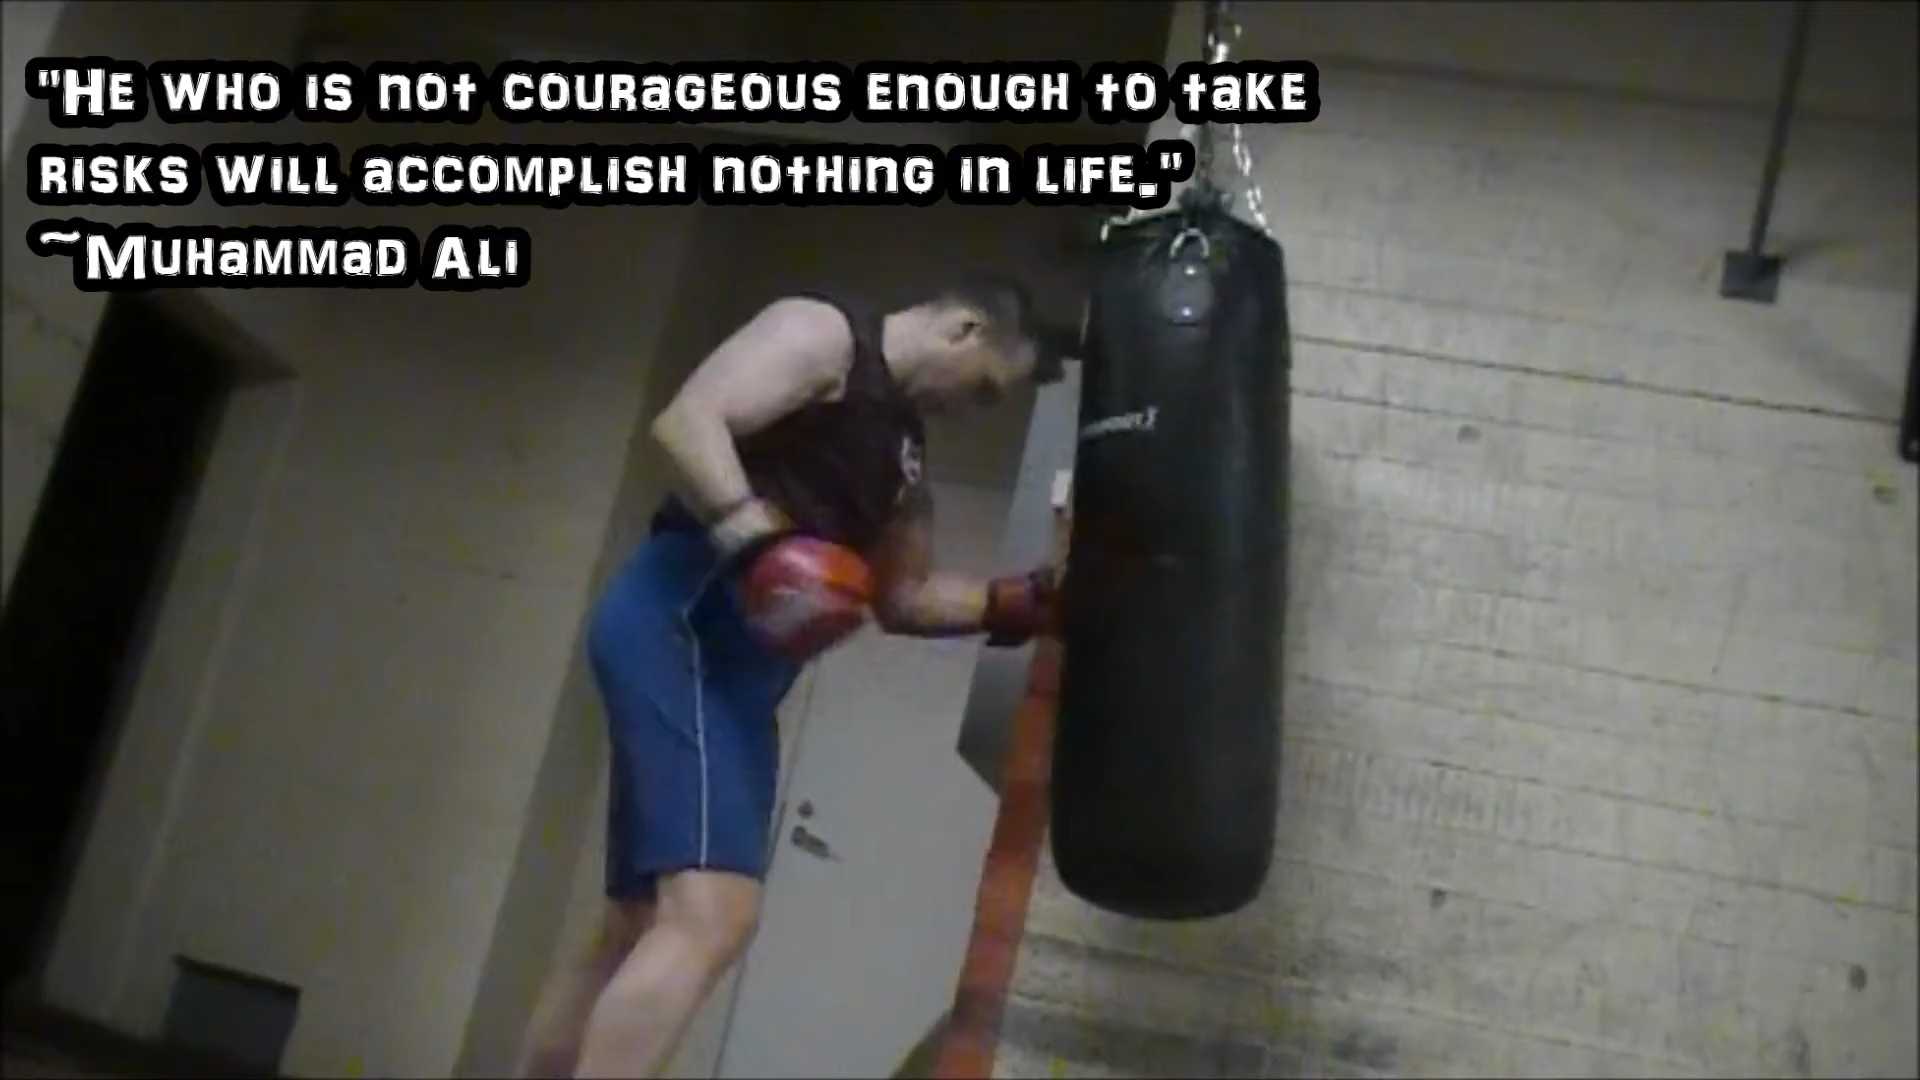 "He who is not courageous enough to take
risks will accomplish nothing in life."
~Muhammad Ali